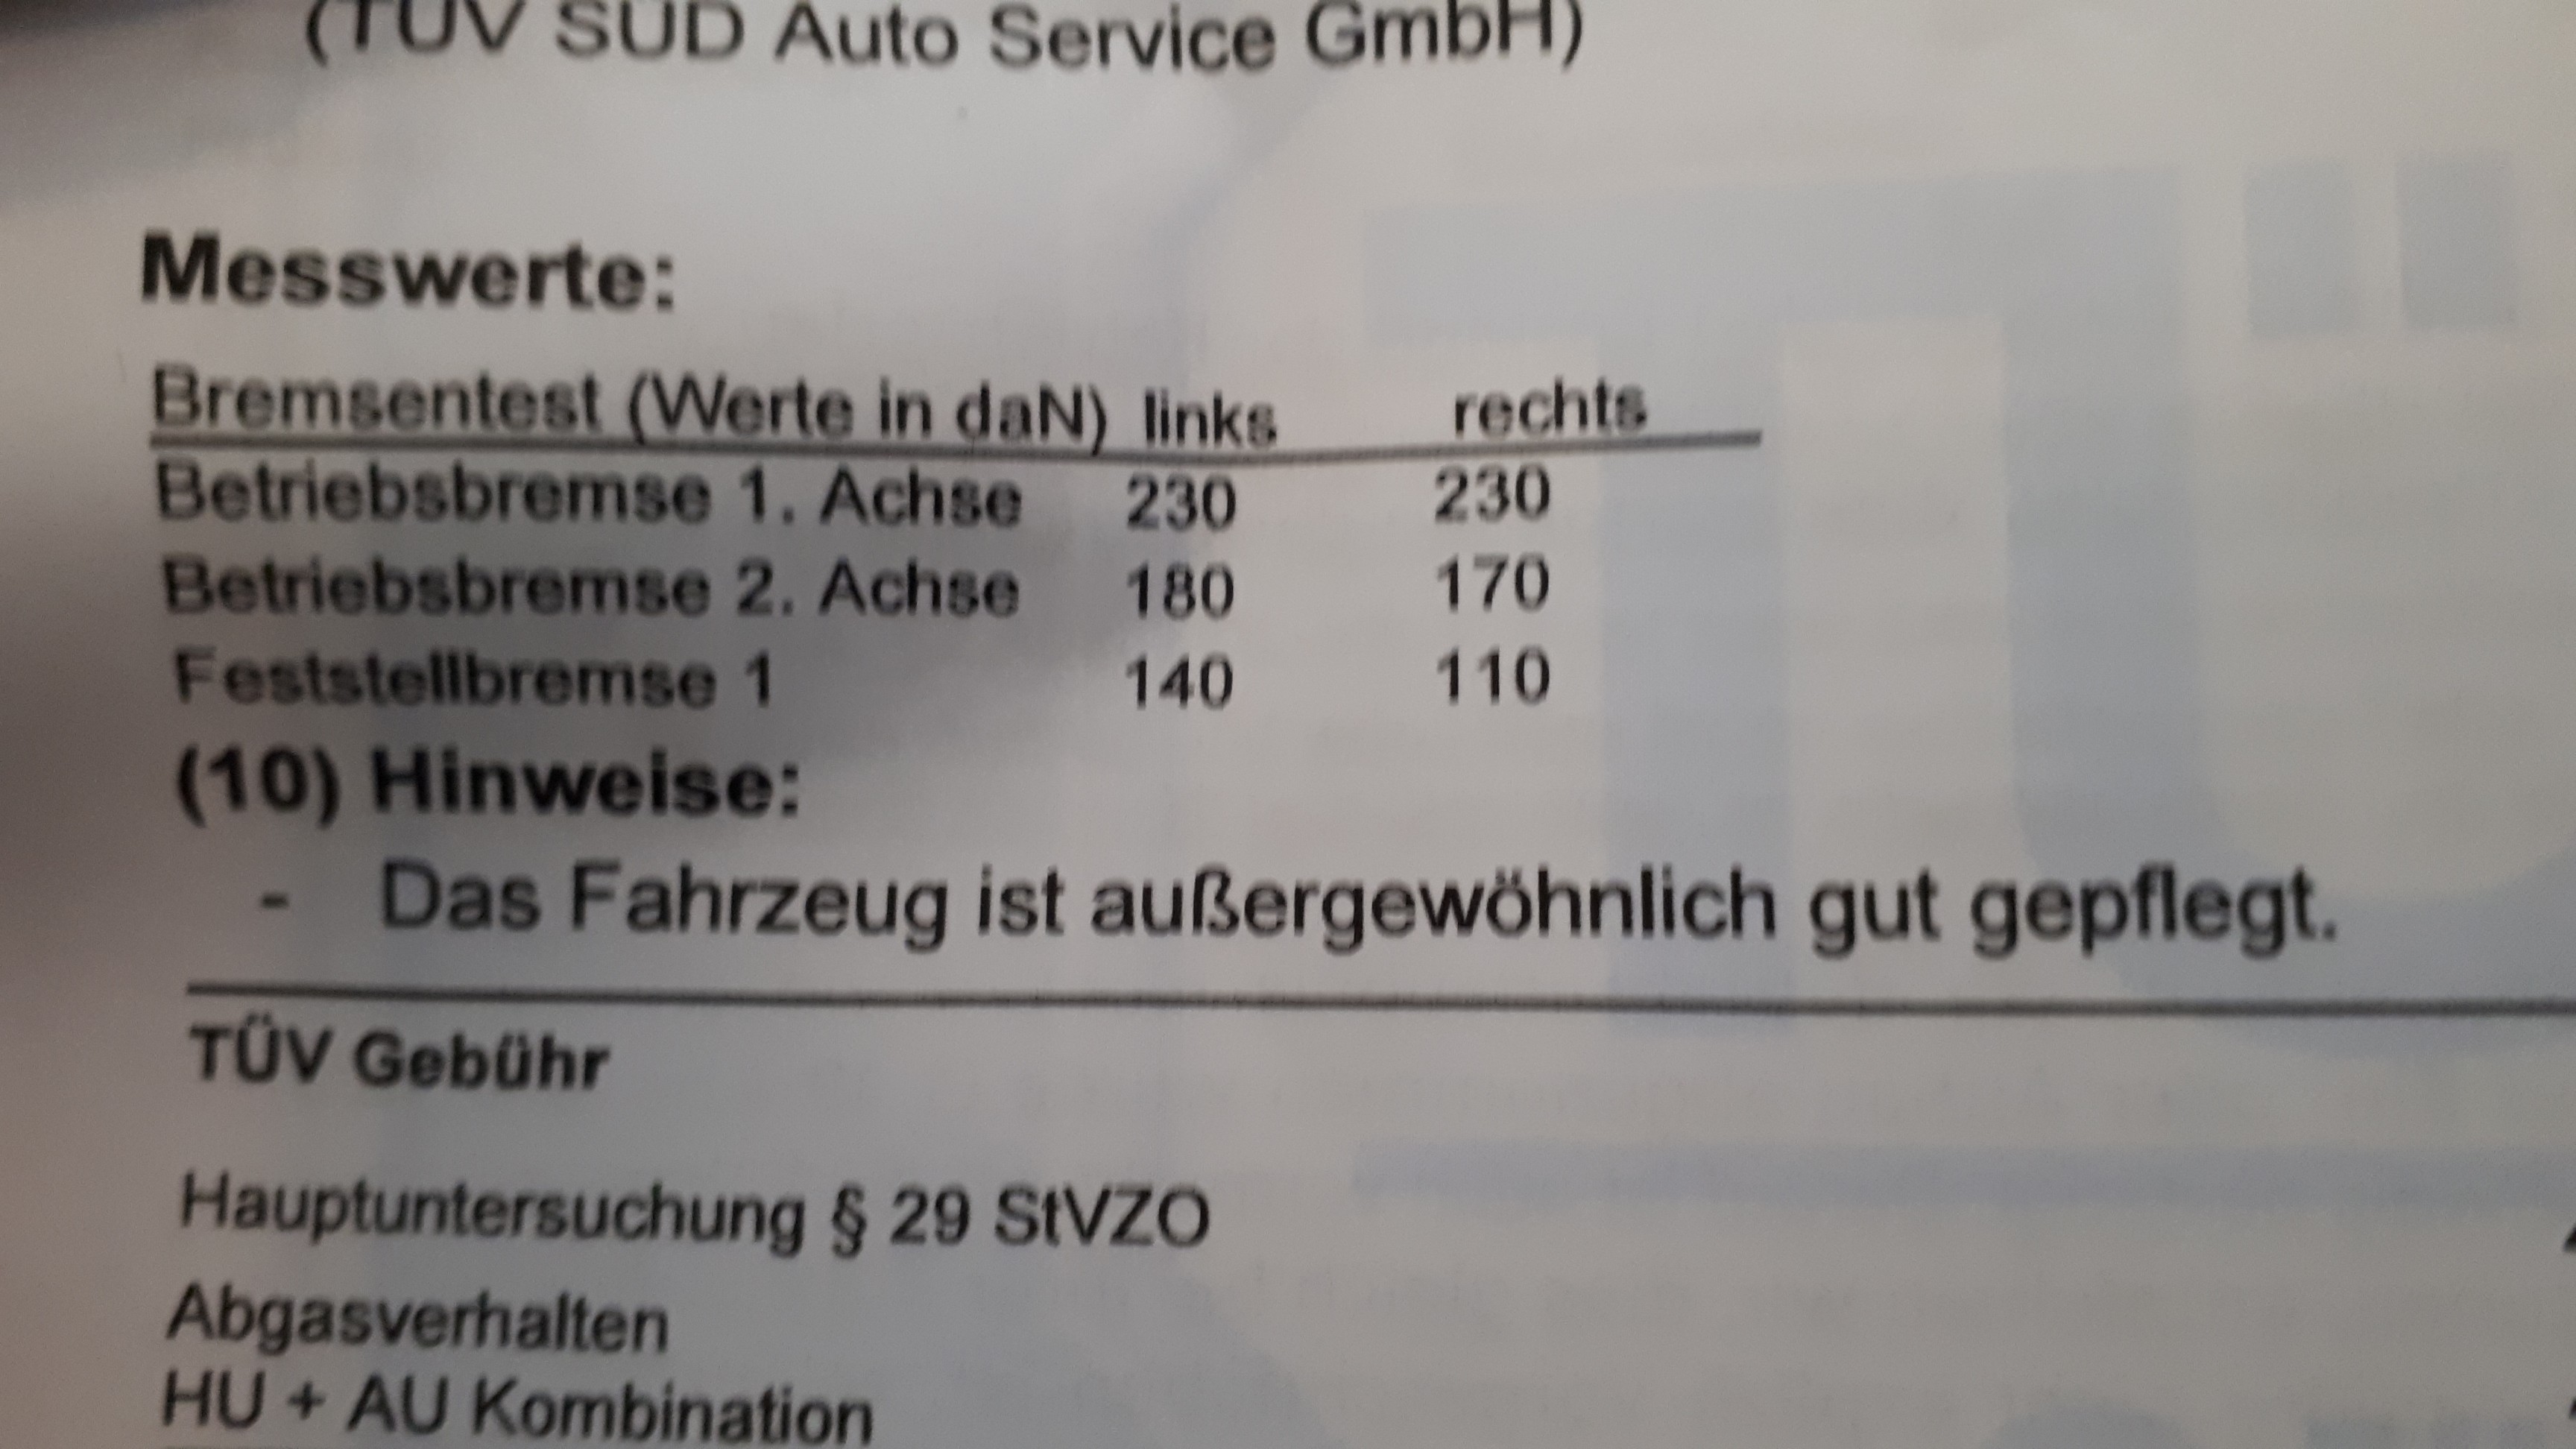 (TÜV SÜD Auto Service GmbH)
Messwerte:
Bremsentest (Werte in daN) links rechts
Betriebsbremse 1. Achse 230 230
Betriebsbremse 2. Achse 180 170
Feststellbremse 1 140 110
(10) Hinweise:
- Das Fahrzeug ist außergewöhnlich gut gepflegt.
TÜV Gebühr
Hauptuntersuchung § 29 StVZO
Abgasverhalten
HU + AU Kombination